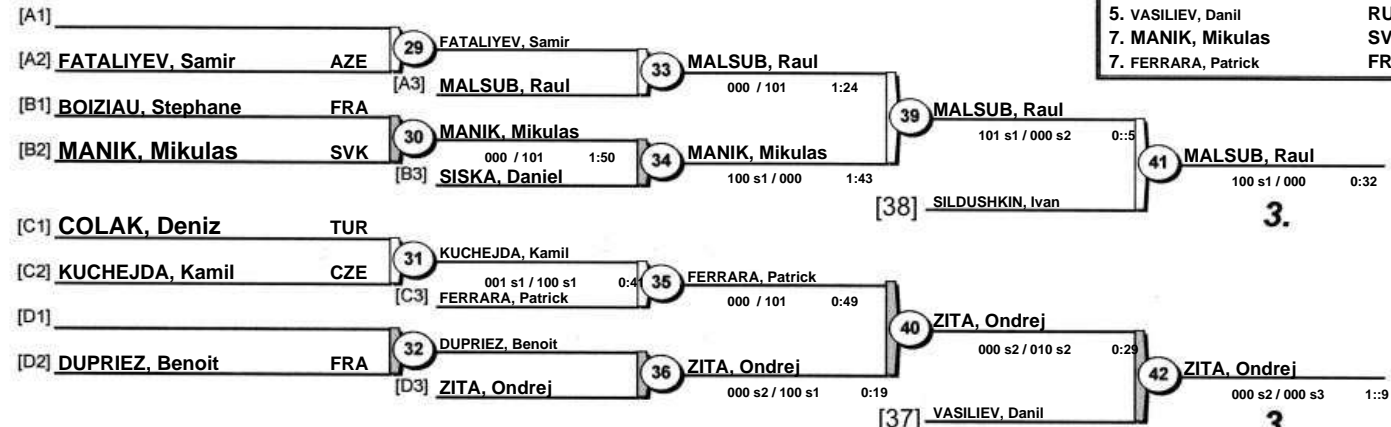 5. VASILIEV, Danil RU
7. MANIK, Mikulas SV
7. FERRARA, Patrick FR
[A1]
[A2] FATALIYEV, Samir AZE
29 FATALIYEV, Samir
[A3] MALSUB, Raul
33 MALSUB, Raul
000 / 101 1:24
[B1] BOIZIAU, Stephane FRA
[B2] MANIK, Mikulas SVK
30 MANIK, Mikulas
000 / 101 1:50
[B3] SISKA, Daniel
34 MANIK, Mikulas
100 s1 / 000 1:43
39 MALSUB, Raul
101 s1 / 000 s2 0::5
[38] SILDUSHKIN, Ivan
41 MALSUB, Raul
100 s1 / 000 0:32
3.
[C1] COLAK, Deniz TUR
[C2] KUCHEJDA, Kamil CZE
31 KUCHEJDA, Kamil
001 s1 / 100 s1 0:41
[C3] FERRARA, Patrick
35 FERRARA, Patrick
000 / 101 0:49
[D1]
[D2] DUPRIEZ, Benoit FRA
32 DUPRIEZ, Benoit
[D3] ZITA, Ondrej
36 ZITA, Ondrej
000 s2 / 100 s1 0:19
40 ZITA, Ondrej
000 s2 / 010 s2 0:29
[37] VASILIEV, Danil
42 ZITA, Ondrej
000 s2 / 000 s3 1::9
3